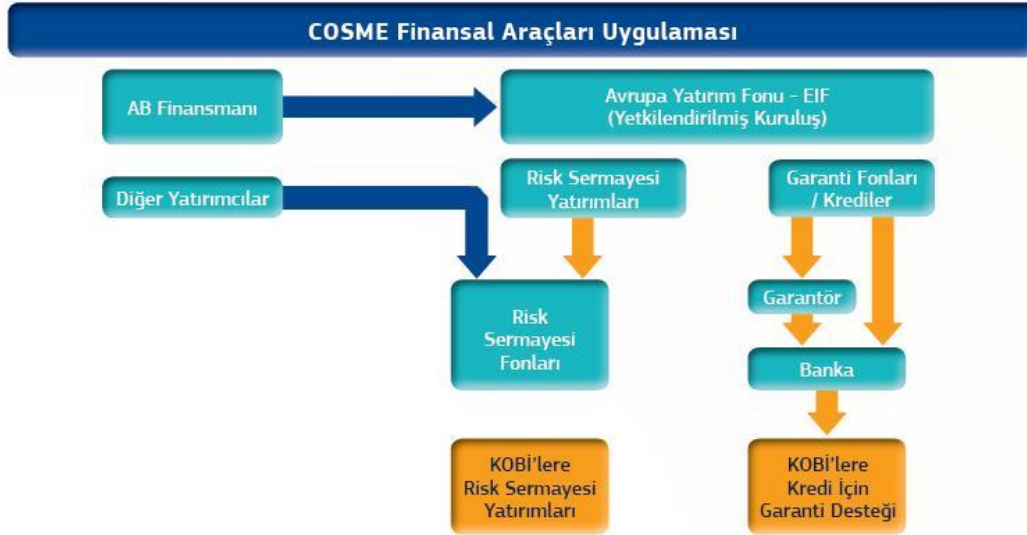 COSME Finansal Araçları Uygulaması
AB Finansmanı
Avrupa Yatırım Fonu - EIF
(Yetkilendirilmiş Kuruluş)
Diğer Yatırımcılar
Risk Sermayesi
Yatırımları
Garanti Fonları
/ Krediler
Garantör
Risk
Sermayesi
Fonları
Banka
KOBİ'lere
Risk Sermayesi
Yatırımları
KOBİ'lere
Kredi İçin
Garanti Desteği